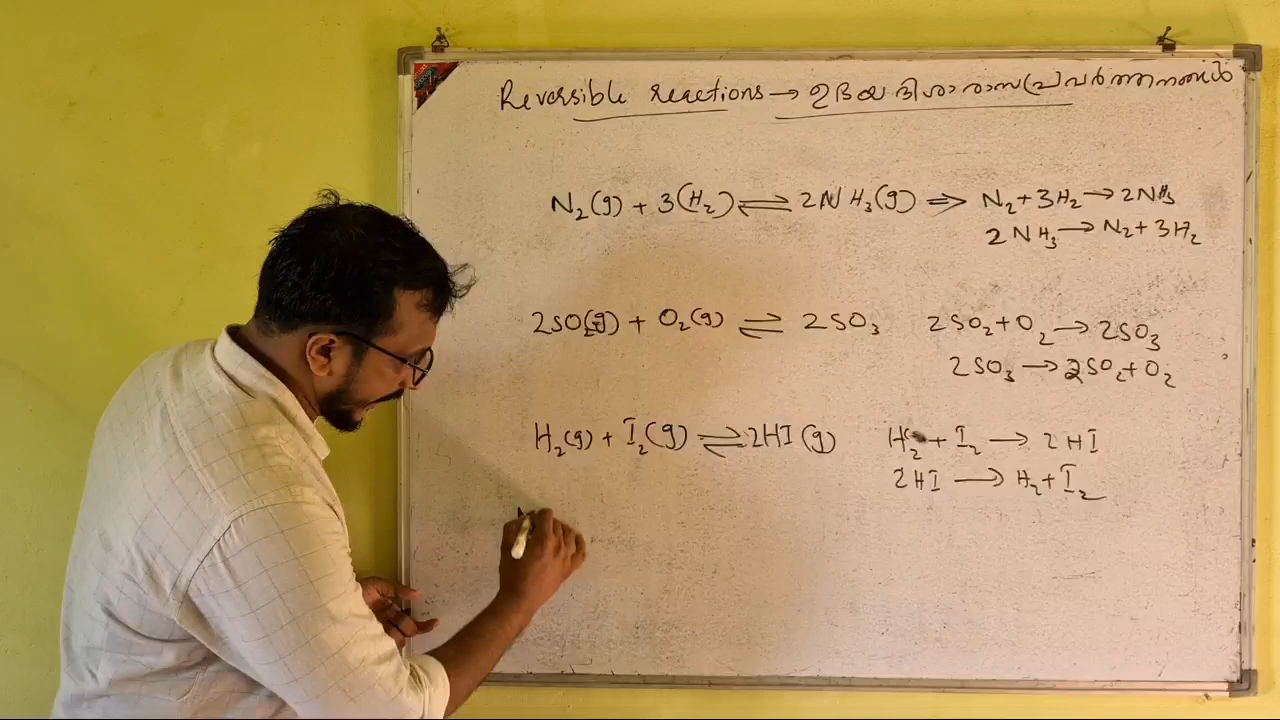 Reversible reactions → ഉഭയദിശാരാസപ്രവർത്തനങ്ങൾ
N₂(g) + 3(H₂) ⇌ 2NH₃(g) ⇒ N₂+3H₂ → 2NH₃
2NH₃ → N₂+3H₂
2SO₂(g) + O₂(g) ⇌ 2SO₃ 2SO₂+O₂ → 2SO₃
2SO₃ → 2SO₂+O₂
H₂(g) + I₂(g) ⇌ 2HI(g) H₂ + I₂ → 2HI
2HI → H₂+I₂